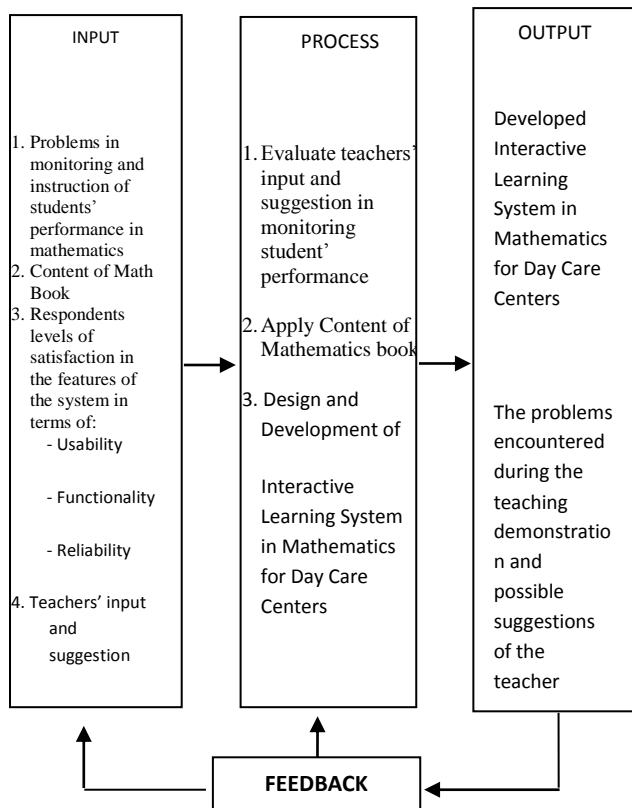 INPUT
1. Problems in
monitoring and
instruction of
students’
performance in
mathematics
2. Content of Math
Book
3. Respondents
levels of
satisfaction in
the features of
the system in
terms of:
- Usability
- Functionality
- Reliability
4. Teachers’ input
and
suggestion
PROCESS
1. Evaluate teachers’
input and
suggestion in
monitoring
student’
performance
2. Apply Content of
Mathematics book
3. Design and
Development of
Interactive
Learning System
in Mathematics
for Day Care
Centers
OUTPUT
Developed
Interactive
Learning
System in
Mathematics
for Day Care
Centers
The problems
encountered
during the
teaching
demonstratio
n and
possible
suggestions
of the
teacher
FEEDBACK